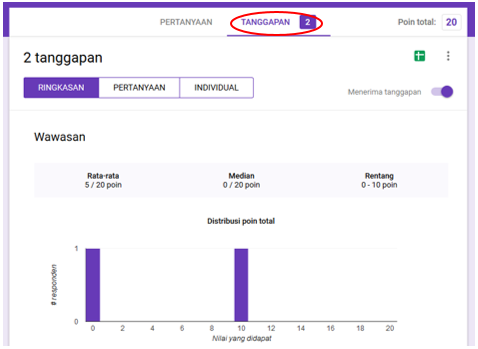 PERTANYAAN TANGGAPAN 2 Poin total: 20
2 tanggapan
RINGKASAN PERTANYAAN INDIVIDUAL
Menerima tanggapan
Wawasan
Rata-rata Median Rentang
5 / 20 poin 0 / 20 poin 0 - 10 poin
Distribusi poin total
# responden
1
0
0 2 4 6 8 10 12 14 16 18 20
Nilai yang didapat